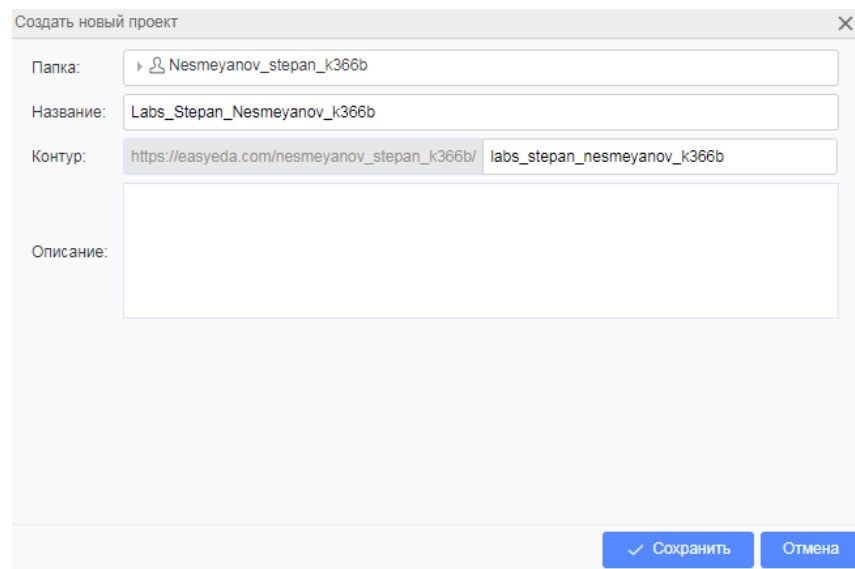 Создать новый проект
Папка: Nesmeyanov_stepan_k366b
Название: Labs_Stepan_Nesmeyanov_k366b
Контур: https://easyeda.com/nesmeyanov_stepan_k366b/ labs_stepan_nesmeyanov_k366b
Описание:
Сохранить Отмена